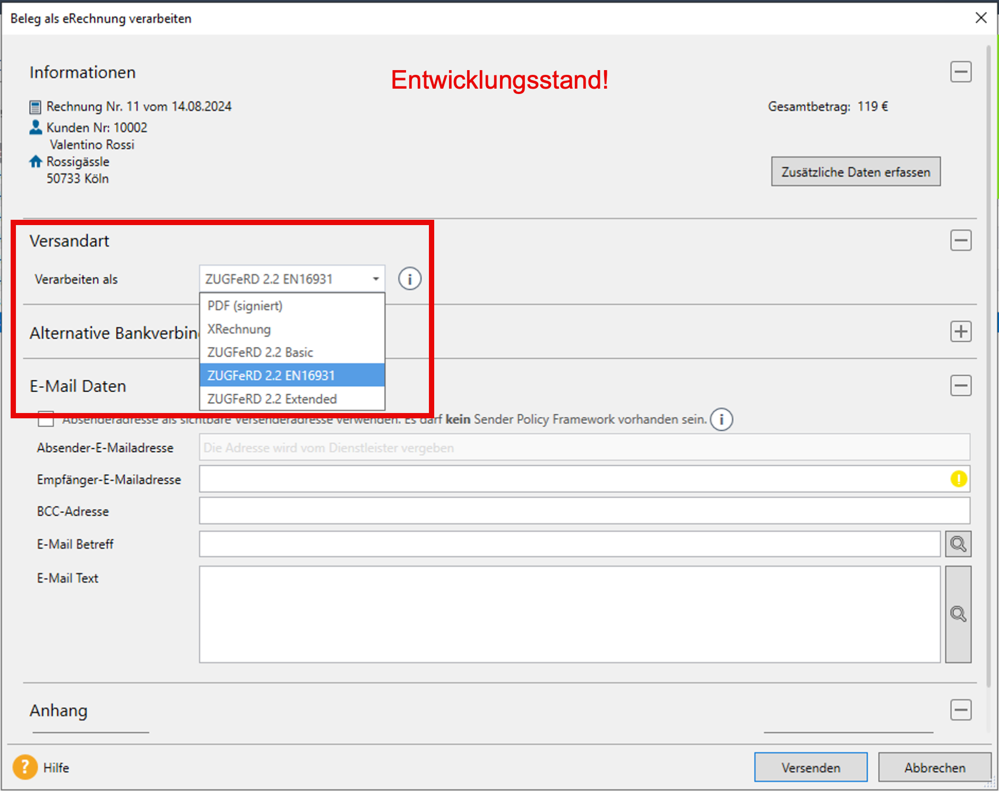 Beleg als eRechnung verarbeiten
Informationen
Entwicklungsstand!
Rechnung Nr. 11 vom 14.08.2024
Gesamtbetrag: 119 €
Kunden Nr: 10002
Valentino Rossi
Rossigässle
50733 Köln
Zusätzliche Daten erfassen
Versandart
Verarbeiten als
ZUGFeRD 2.2 EN16931
PDF (signiert)
XRechnung
ZUGFeRD 2.2 Basic
ZUGFeRD 2.2 EN16931
ZUGFeRD 2.2 Extended
Alternative Bankverbin
E-Mail Daten
Absenderadresse als sichtbare Versenderadresse verwenden. Es darf kein Sender Policy Framework vorhanden sein.
Absender-E-Mailadresse
Die Adresse wird vom Dienstleister vergeben
Empfänger-E-Mailadresse
BCC-Adresse
E-Mail Betreff
E-Mail Text
Anhang
Hilfe
Versenden
Abbrechen